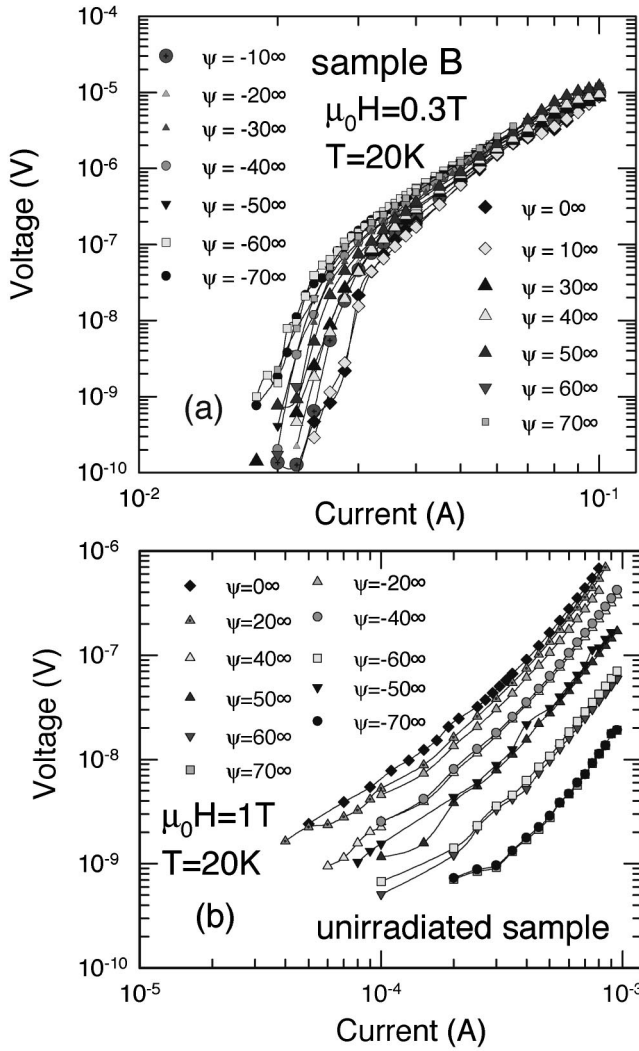 10^-4
10^-5
10^-6
10^-7
10^-8
10^-9
10^-10
Voltage (V)
ψ = -10∞
ψ = -20∞
ψ = -30∞
ψ = -40∞
ψ = -50∞
ψ = -60∞
ψ = -70∞
sample B
μ₀H=0.3T
T=20K
ψ = 0∞
ψ = 10∞
ψ = 30∞
ψ = 40∞
ψ = 50∞
ψ = 60∞
ψ = 70∞
(a)
10^-2
10^-1
Current (A)
10^-6
10^-7
10^-8
10^-9
10^-10
Voltage (V)
ψ=0∞
ψ=20∞
ψ=40∞
ψ=50∞
ψ=60∞
ψ=70∞
ψ=-20∞
ψ=-40∞
ψ=-60∞
ψ=-50∞
ψ=-70∞
μ₀H=1T
T=20K
(b)
unirradiated sample
10^-5
10^-4
10^-3
Current (A)